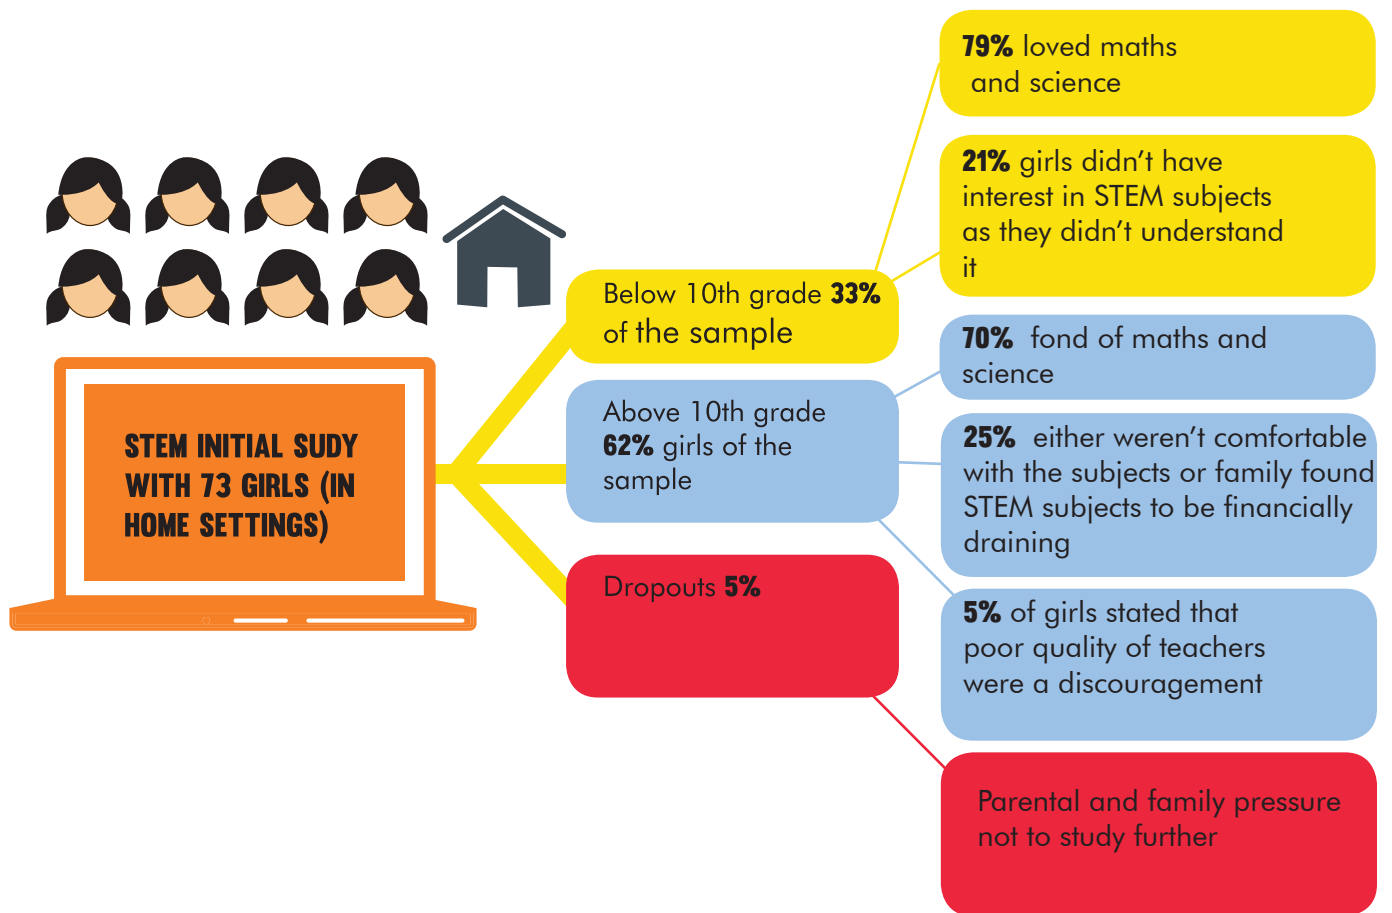 STEM INITIAL SUDY
WITH 73 GIRLS (IN
HOME SETTINGS)
Below 10th grade 33%
of the sample
79% loved maths
and science
21% girls didn't have
interest in STEM subjects
as they didn't understand
it
Above 10th grade
62% girls of the
sample
70% fond of maths and
science
25% either weren't comfortable
with the subjects or family found
STEM subjects to be financially
draining
5% of girls stated that
poor quality of teachers
were a discouragement
Dropouts 5%
Parental and family pressure
not to study further